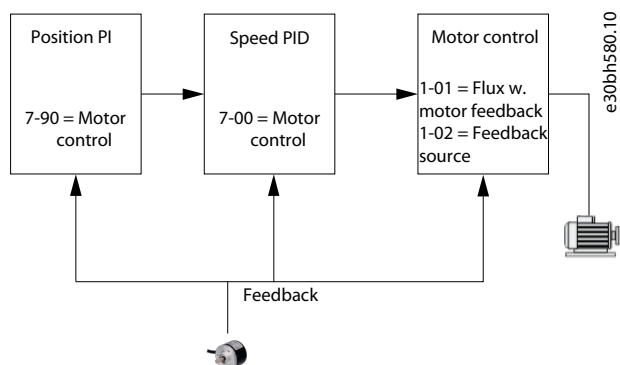 Position PI
7-90 = Motor
control
Speed PID
7-00 = Motor
control
Motor control
1-01 = Flux w.
motor feedback
1-02 = Feedback
source
Feedback
e30bh580.10